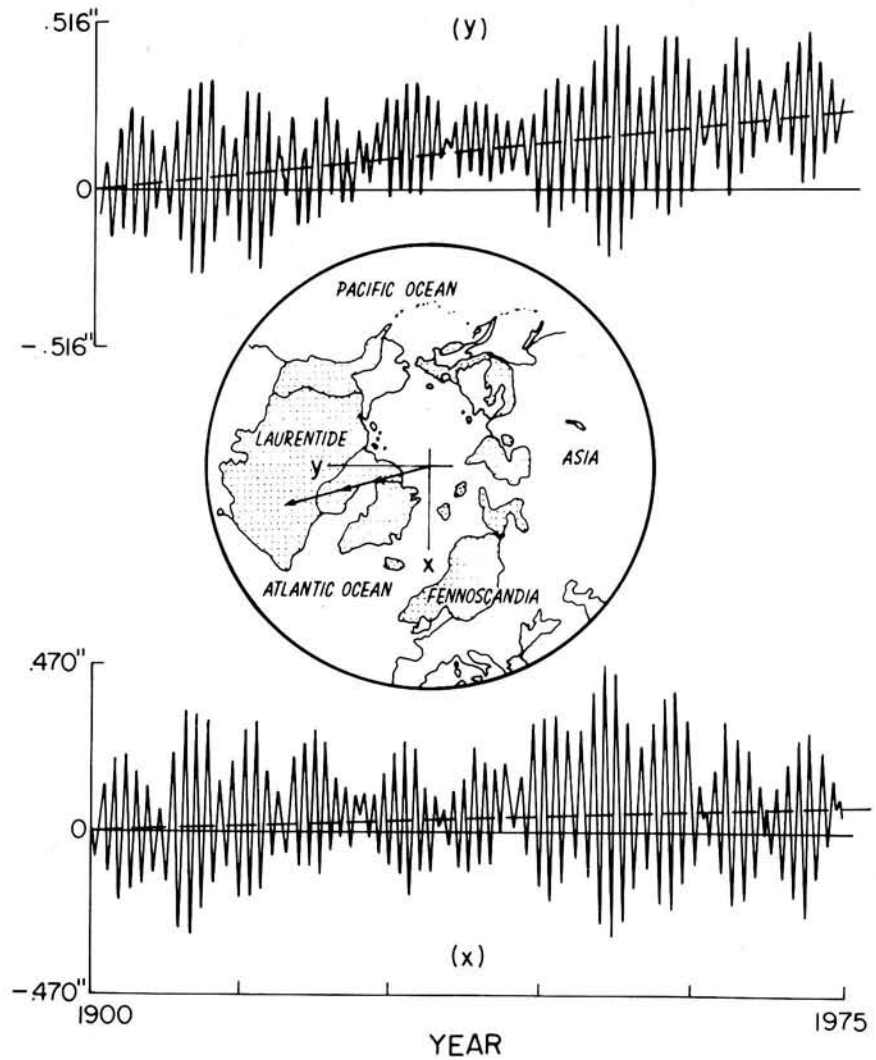 .516"
(y)
0
-.516"
PACIFIC OCEAN
LAURENTIDE
y
ASIA
x
ATLANTIC OCEAN
FENNOSCANDIA
.470"
0
(x)
-.470"
1900
1975
YEAR